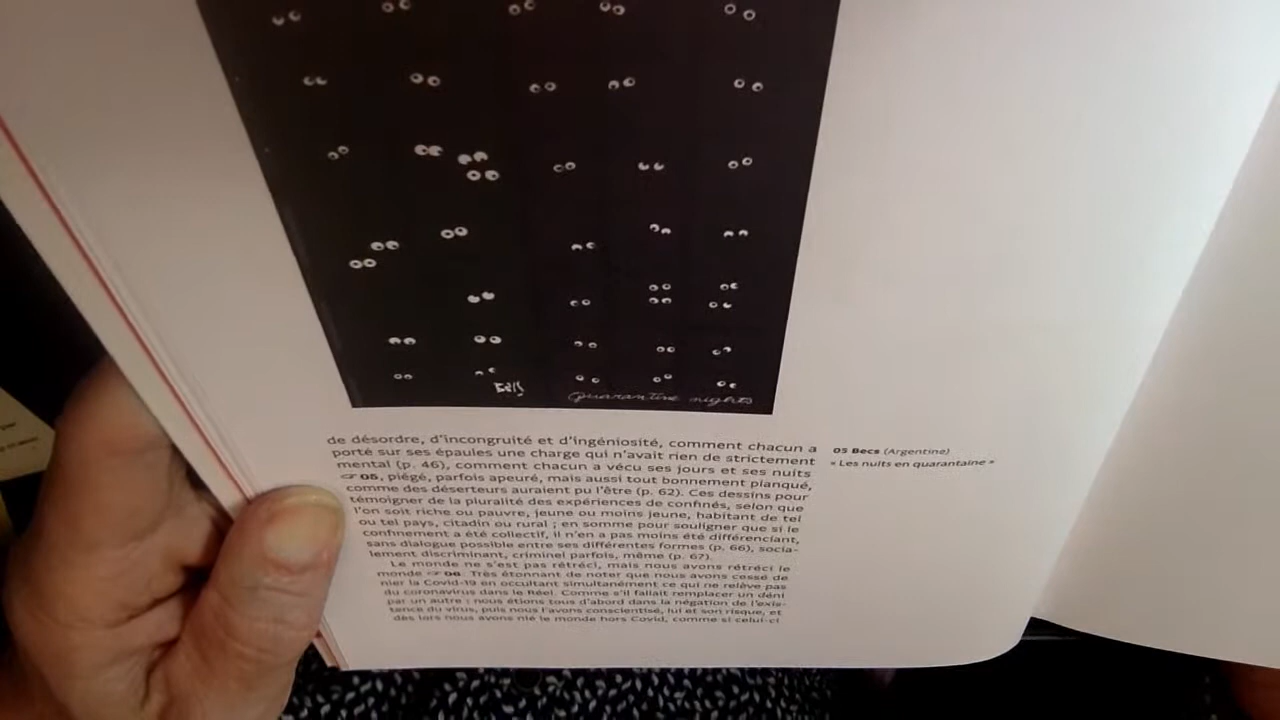 Quarantine nights
de désordre, d'incongruité et d'ingéniosité, comment chacun a
porté sur ses épaules une charge qui n'avait rien de strictement
mental (p. 46), comment chacun a vécu ses jours et ses nuits
☞ 05, piégé, parfois apeuré, mais aussi tout bonnement planqué,
comme des déserteurs auraient pu l'être (p. 62). Ces dessins pour
témoigner de la pluralité des expériences de confinés, selon que
l'on soit riche ou pauvre, jeune ou moins jeune, habitant de tel
ou tel pays, citadin ou rural ; en somme pour souligner que si le
confinement a été collectif, il n'en a pas moins été différenciant,
sans dialogue possible entre ses différentes formes (p. 66), socia-
lement discriminant, criminel parfois, même (p. 67).
Le monde ne s'est pas rétréci, mais nous avons rétréci le
monde ☞ 06. Très étonnant de noter que nous avons cessé de
nier la Covid-19 en occultant simultanément ce qui ne relève pas
du coronavirus dans le Réel. Comme s'il fallait remplacer un déni
par un autre : nous étions tous d'abord dans la négation de l'exis-
tence du virus, puis nous l'avons conscientisé, lui et son risque, et
dès lors nous avons nié le monde hors Covid, comme si celui-ci
05 Becs (Argentine)
« Les nuits en quarantaine »